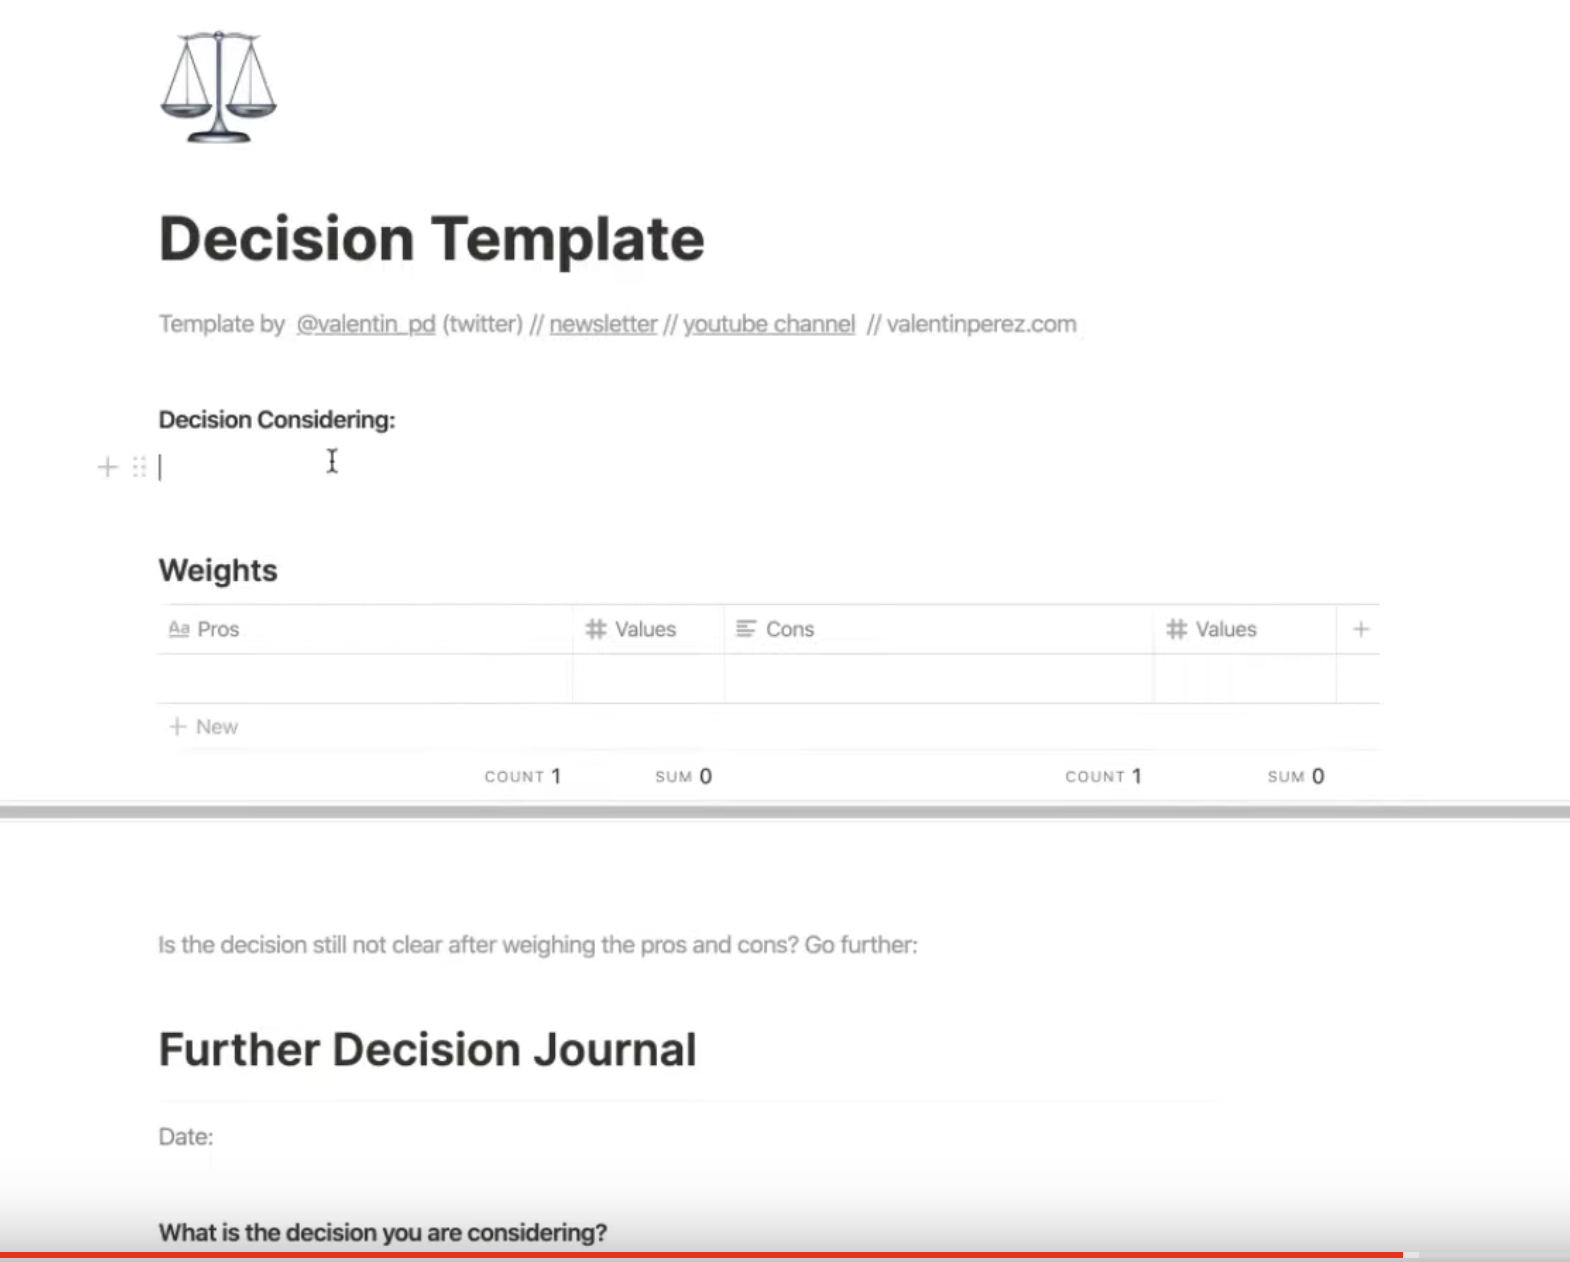 Decision Template
Template by @valentin_pd (twitter) // newsletter // youtube channel // valentinperez.com
Decision Considering:
Weights
Aa Pros # Values Cons # Values +
+ New
COUNT 1 SUM 0 COUNT 1 SUM 0
Is the decision still not clear after weighing the pros and cons? Go further:
Further Decision Journal
Date:
What is the decision you are considering?